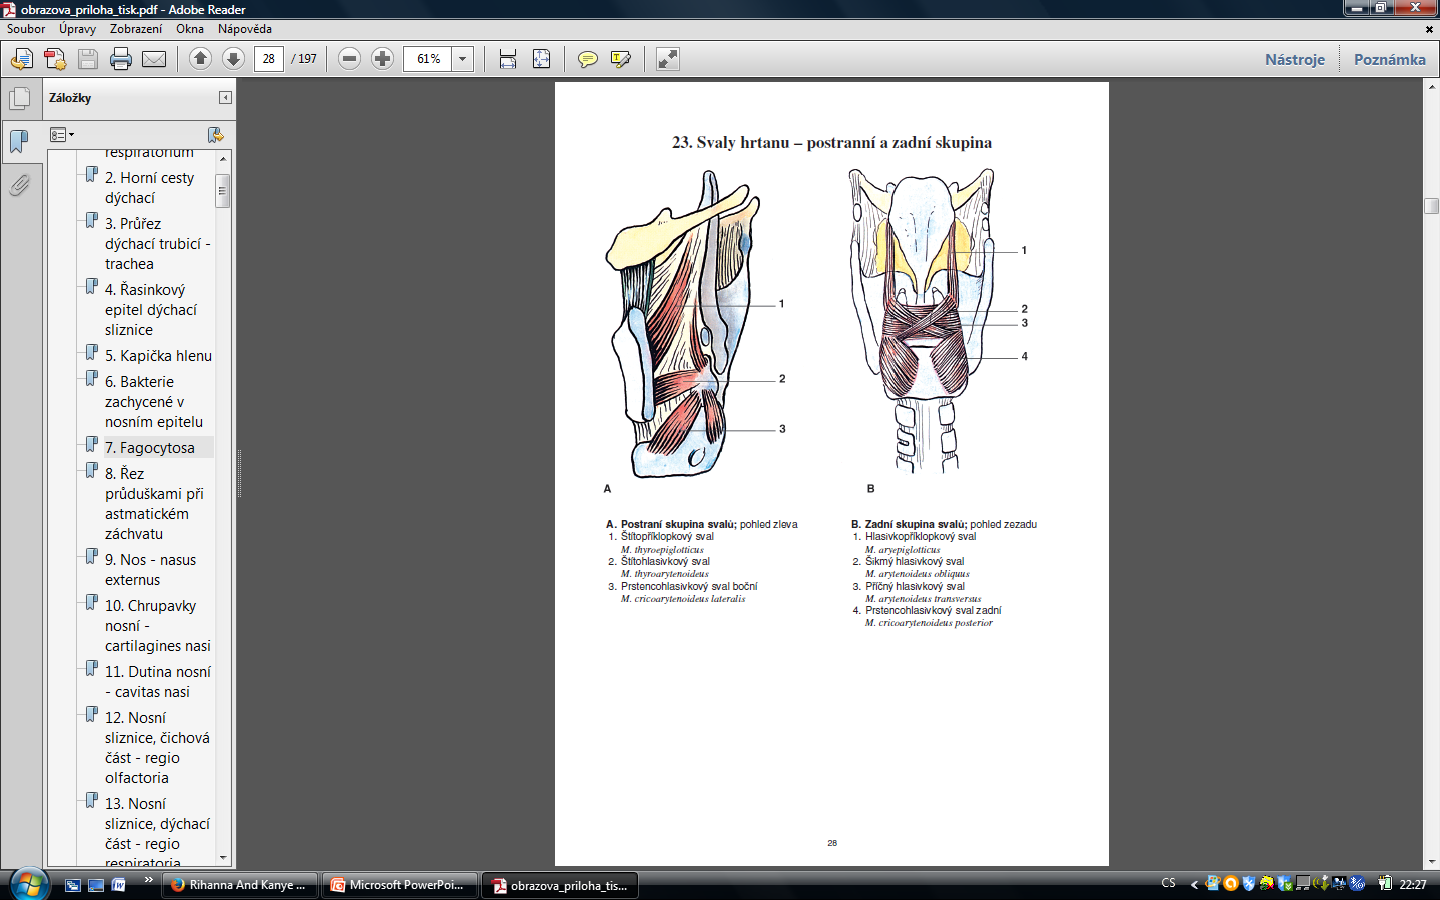 obrazova_priloha_tisk.pdf - Adobe Reader
Soubor Úpravy Zobrazení Okna Nápověda
28 / 197 61% Nástroje Poznámka
Záložky
respiratorium
2. Horní cesty
dýchací
3. Průřez
dýchací trubicí -
trachea
4. Řasinkový
epitel dýchací
sliznice
5. Kapička hlenu
6. Bakterie
zachycené v
nosním epitelu
7. Fagocytosa
8. Řez
průduškami při
astmatickém
záchvatu
9. Nos - nasus
externus
10. Chrupavky
nosní -
cartilagines nasi
11. Dutina nosní
- cavitas nasi
12. Nosní
sliznice, čichová
část - regio
olfactoria
13. Nosní
sliznice, dýchací
část - regio
respiratoria
23. Svaly hrtanu – postranní a zadní skupina
1
2
3
A
1
2
3
4
B
A. Postraní skupina svalů; pohled zleva
1. Štítopříklopkový sval
M. thyroepiglotticus
2. Štítohlasivkový sval
M. thyroarytenoideus
3. Prstencohlasivkový sval boční
M. cricoarytenoideus lateralis
B. Zadní skupina svalů; pohled zezadu
1. Hlasivkopříklopkový sval
M. aryepiglotticus
2. Šikmý hlasivkový sval
M. arytenoideus obliquus
3. Příčný hlasivkový sval
M. arytenoideus transversus
4. Prstencohlasivkový sval zadní
M. cricoarytenoideus posterior
28
Rihanna And Kanye ... Microsoft PowerPoi... obrazova_priloha_tis... CS 22:27